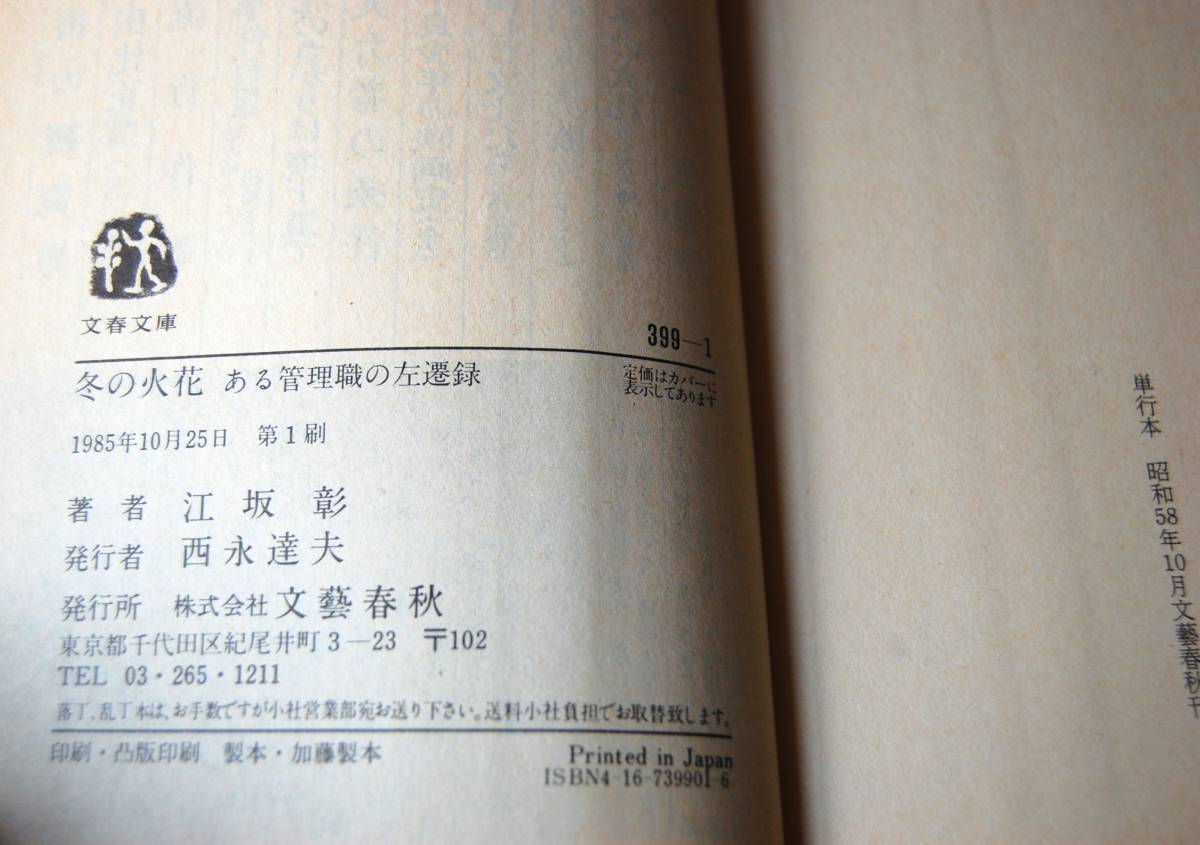 文春文庫
399—1
定価はカバーに
表示してあります
冬の火花 ある管理職の左遷録
1985年10月25日 第1刷
著者 江坂彰
発行者 西永達夫
発行所 株式会社 文藝春秋
東京都千代田区紀尾井町3—23 〒102
TEL 03・265・1211
落丁、乱丁本は、お手数ですが小社営業部宛お送り下さい。送料小社負担でお取替致します。
印刷・凸版印刷 製本・加藤製本
Printed in Japan
ISBN4-16-739901-6
単行本 昭和58年10月文藝春秋刊